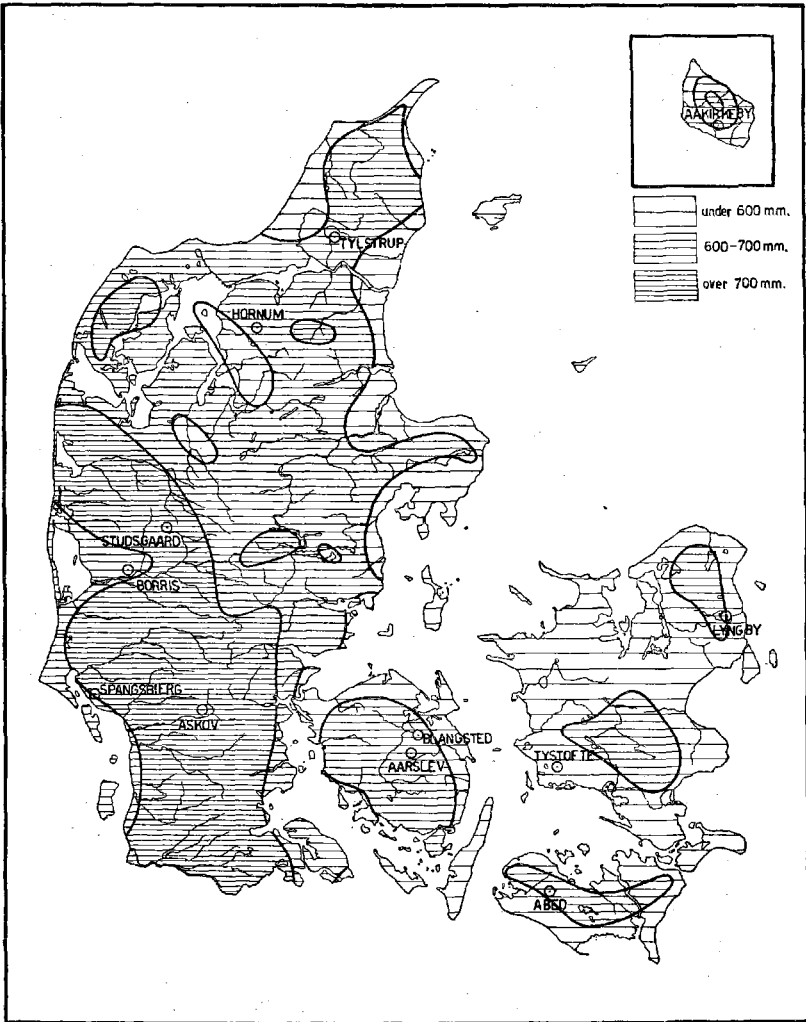 AAKIRKEBY
under 600 mm.
600-700 mm.
over 700 mm.
TYLSTRUP
HORNUM
STUDSGAARD
BORRIS
LYNGBY
SPANGSBJERG
ASKOV
BLANGSTED
AARSLEV
TYSTOFTE
ABED